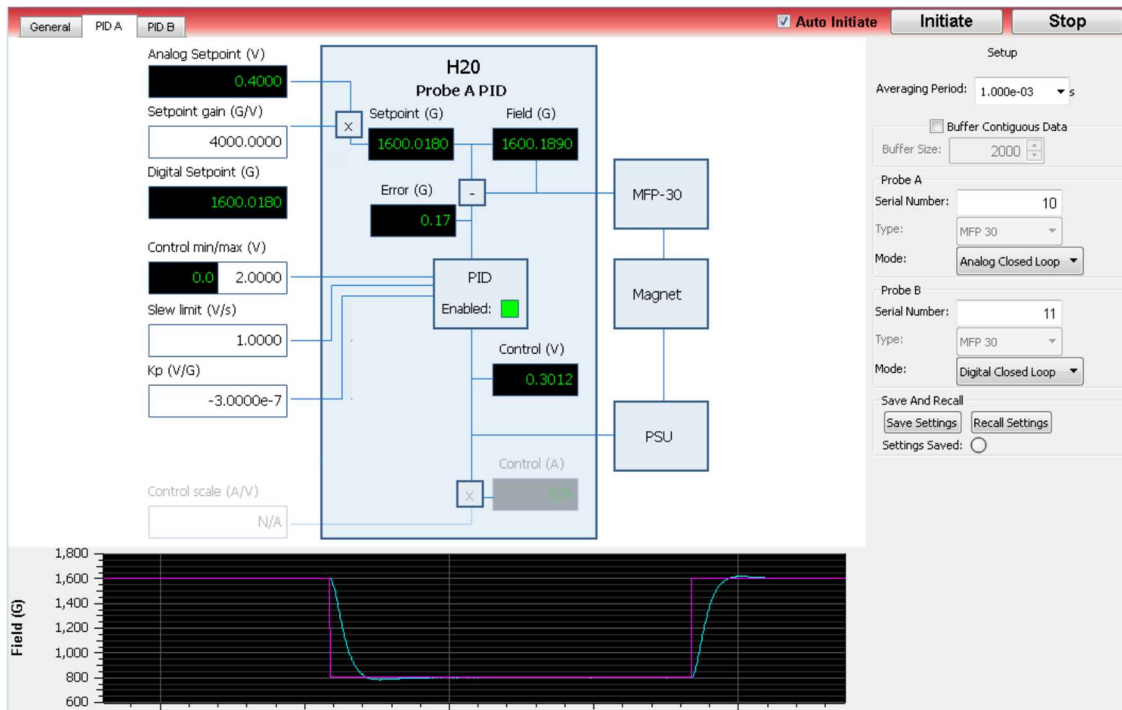 General PID A PID B Auto Initiate Initiate Stop
Analog Setpoint (V)
0.4000
Setpoint gain (G/V)
4000.0000
Digital Setpoint (G)
1600.0180
Control min/max (V)
0.0 2.0000
Slew limit (V/s)
1.0000
Kp (V/G)
-3.0000e-7
Control scale (A/V)
N/A
H20
Probe A PID
Setpoint (G) Field (G)
x 1600.0180 1600.1890
Error (G)
-
0.17
PID
Enabled:
Control (V)
0.3012
Control (A)
x N/A
MFP-30
Magnet
PSU
Setup
Averaging Period: 1.000e-03 s
Buffer Contiguous Data
Buffer Size: 2000
Probe A
Serial Number: 10
Type: MFP 30
Mode: Analog Closed Loop
Probe B
Serial Number: 11
Type: MFP 30
Mode: Digital Closed Loop
Save And Recall
Save Settings Recall Settings
Settings Saved:
Field (G)
1,800
1,600
1,400
1,200
1,000
800
600